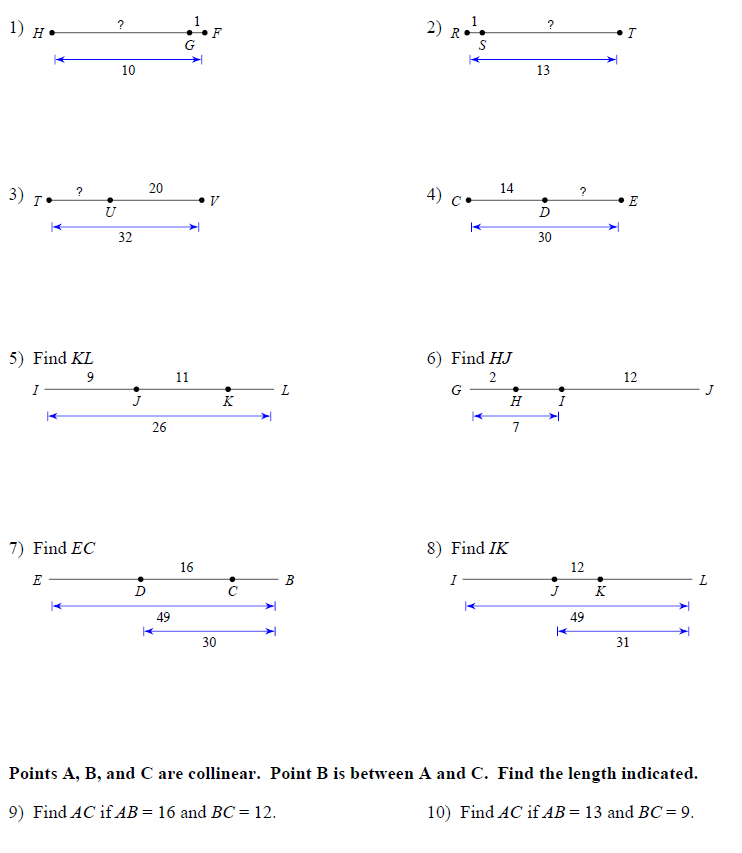 1) H ? G 1 F
10
2) R 1 S ? T
13
3) T ? U 20 V
32
4) C 14 D ? E
30
5) Find KL
9 11
I J K L
26
6) Find HJ
2 12
G H I J
7
7) Find EC
16
E D C B
49
30
8) Find IK
12
I J K L
49
31
Points A, B, and C are collinear. Point B is between A and C. Find the length indicated.
9) Find AC if AB = 16 and BC = 12.
10) Find AC if AB = 13 and BC = 9.